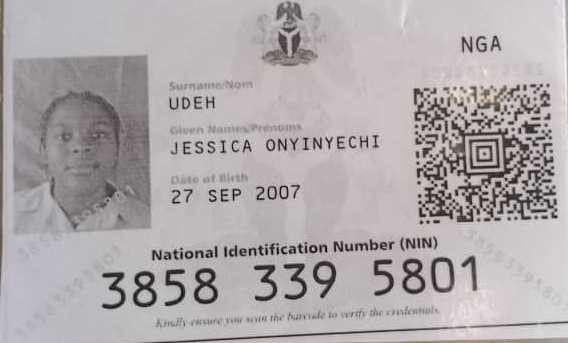 NGA
Surname/Nom
UDEH
Given Names/Prénoms
JESSICA ONYINYECHI
Date of Birth
27 SEP 2007
National Identification Number (NIN)
3858 339 5801
Kindly ensure you scan the barcode to verify the credentials.